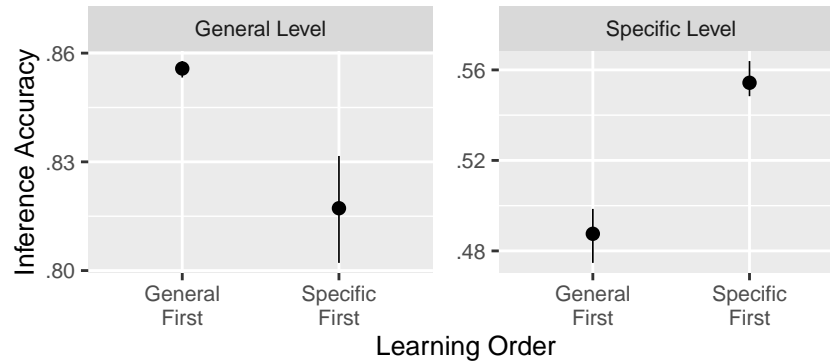 General Level
Specific Level
Inference Accuracy
.86
.83
.80
.56
.52
.48
General
First
Specific
First
General
First
Specific
First
Learning Order